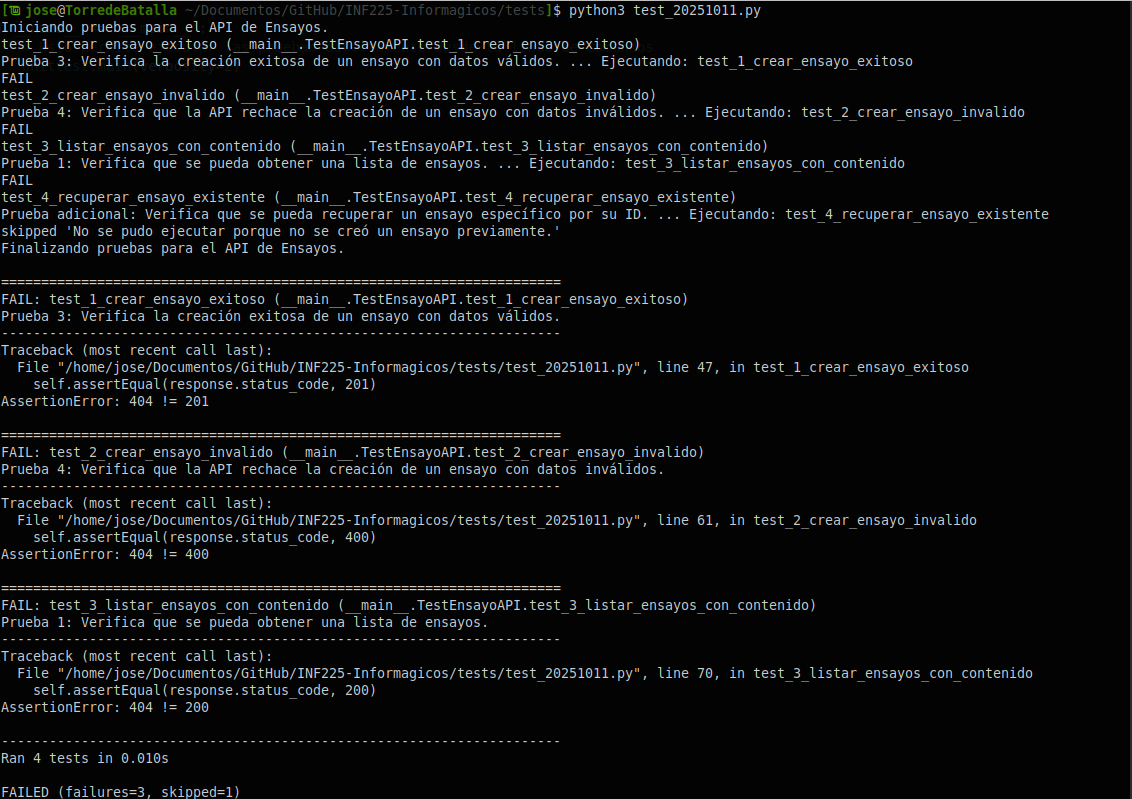 [jose@TorredeBatalla ~/Documentos/GitHub/INF225-Informagicos/tests]$ python3 test_20251011.py
Iniciando pruebas para el API de Ensayos.
test_1_crear_ensayo_exitoso (__main__.TestEnsayoAPI.test_1_crear_ensayo_exitoso)
Prueba 3: Verifica la creación exitosa de un ensayo con datos válidos. ... Ejecutando: test_1_crear_ensayo_exitoso
FAIL
test_2_crear_ensayo_invalido (__main__.TestEnsayoAPI.test_2_crear_ensayo_invalido)
Prueba 4: Verifica que la API rechace la creación de un ensayo con datos inválidos. ... Ejecutando: test_2_crear_ensayo_invalido
FAIL
test_3_listar_ensayos_con_contenido (__main__.TestEnsayoAPI.test_3_listar_ensayos_con_contenido)
Prueba 1: Verifica que se pueda obtener una lista de ensayos. ... Ejecutando: test_3_listar_ensayos_con_contenido
FAIL
test_4_recuperar_ensayo_existente (__main__.TestEnsayoAPI.test_4_recuperar_ensayo_existente)
Prueba adicional: Verifica que se pueda recuperar un ensayo específico por su ID. ... Ejecutando: test_4_recuperar_ensayo_existente
skipped 'No se pudo ejecutar porque no se creó un ensayo previamente.'
Finalizando pruebas para el API de Ensayos.
======================================================================
FAIL: test_1_crear_ensayo_exitoso (__main__.TestEnsayoAPI.test_1_crear_ensayo_exitoso)
Prueba 3: Verifica la creación exitosa de un ensayo con datos válidos.
----------------------------------------------------------------------
Traceback (most recent call last):
  File "/home/jose/Documentos/GitHub/INF225-Informagicos/tests/test_20251011.py", line 47, in test_1_crear_ensayo_exitoso
    self.assertEqual(response.status_code, 201)
AssertionError: 404 != 201
======================================================================
FAIL: test_2_crear_ensayo_invalido (__main__.TestEnsayoAPI.test_2_crear_ensayo_invalido)
Prueba 4: Verifica que la API rechace la creación de un ensayo con datos inválidos.
----------------------------------------------------------------------
Traceback (most recent call last):
  File "/home/jose/Documentos/GitHub/INF225-Informagicos/tests/test_20251011.py", line 61, in test_2_crear_ensayo_invalido
    self.assertEqual(response.status_code, 400)
AssertionError: 404 != 400
======================================================================
FAIL: test_3_listar_ensayos_con_contenido (__main__.TestEnsayoAPI.test_3_listar_ensayos_con_contenido)
Prueba 1: Verifica que se pueda obtener una lista de ensayos.
----------------------------------------------------------------------
Traceback (most recent call last):
  File "/home/jose/Documentos/GitHub/INF225-Informagicos/tests/test_20251011.py", line 70, in test_3_listar_ensayos_con_contenido
    self.assertEqual(response.status_code, 200)
AssertionError: 404 != 200
----------------------------------------------------------------------
Ran 4 tests in 0.010s
FAILED (failures=3, skipped=1)